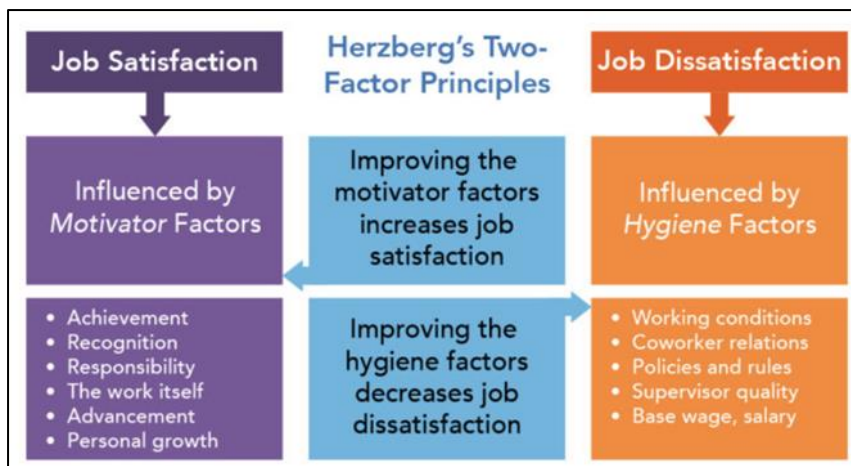 Job Satisfaction
Herzberg's Two-
Factor Principles
Job Dissatisfaction
Influenced by
Motivator Factors
Improving the
motivator factors
increases job
satisfaction
Influenced by
Hygiene Factors
• Achievement
• Recognition
• Responsibility
• The work itself
• Advancement
• Personal growth
Improving the
hygiene factors
decreases job
dissatisfaction
• Working conditions
• Coworker relations
• Policies and rules
• Supervisor quality
• Base wage, salary